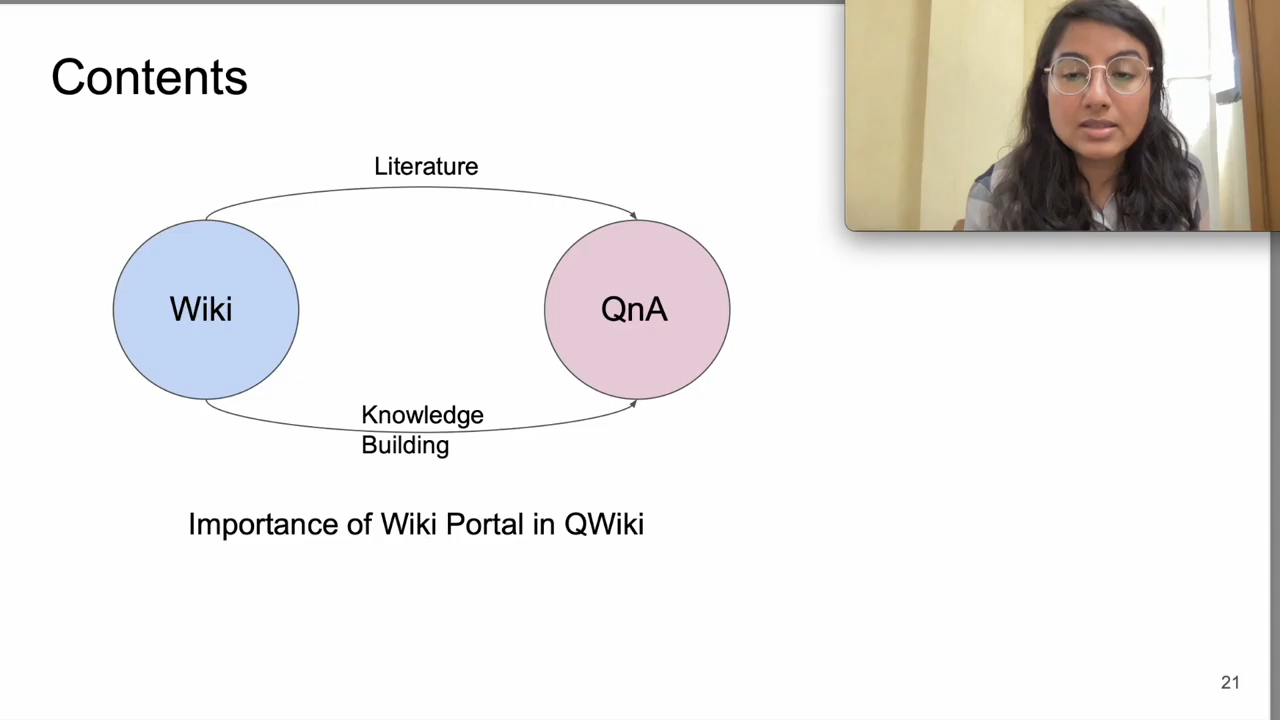 Contents
Literature
Wiki
QnA
Knowledge
Building
Importance of Wiki Portal in QWiki
21